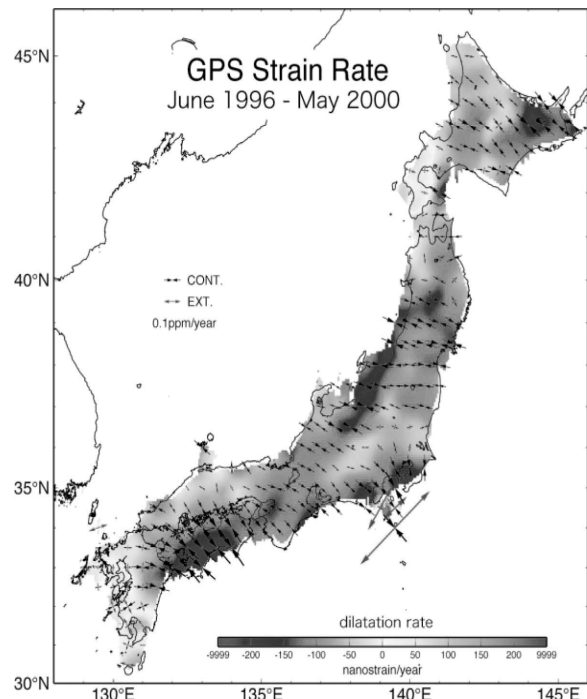 45°N
GPS Strain Rate
June 1996 - May 2000
CONT.
40°N
EXT.
0.1ppm/year
35°N
dilatation rate
-9999 -200 -150 -100 -50 0 50 100 150 200 9999
nanostrain/year
30°N
130°E 135°E 140°E 145°E